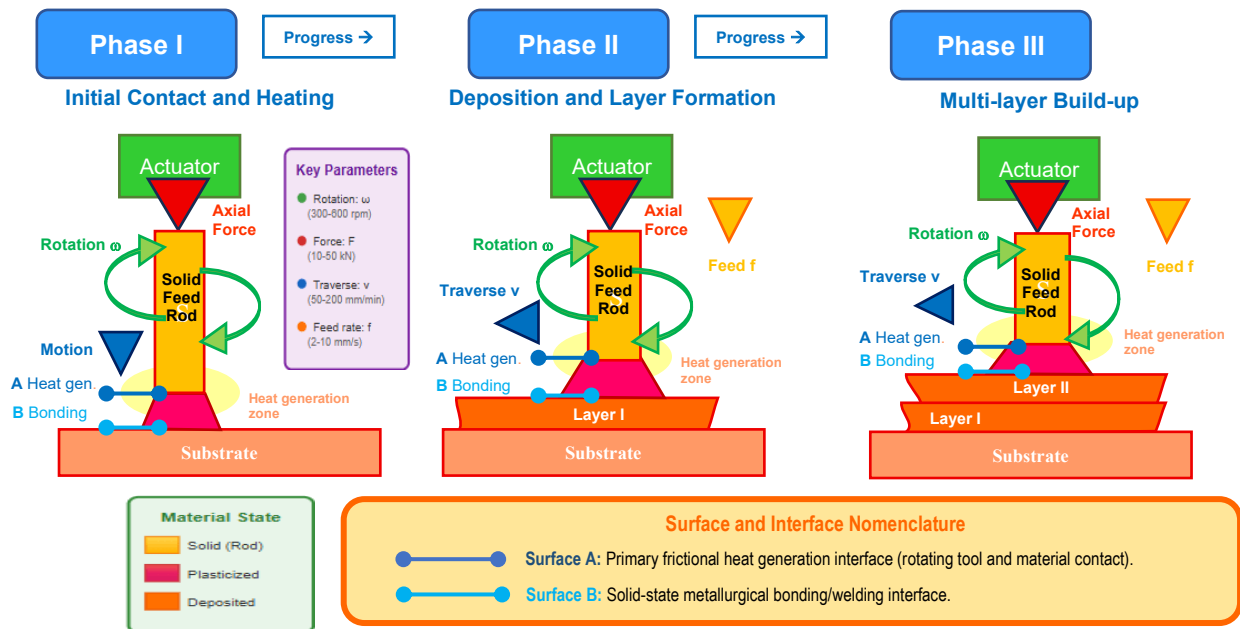 Phase I
Progress →
Phase II
Progress →
Phase III
Initial Contact and Heating
Deposition and Layer Formation
Multi-layer Build-up
Actuator
Axial
Force
Rotation ω
Solid
Feed
Rod
S
Motion
A Heat gen.
B Bonding
Heat generation
zone
Substrate
Key Parameters
Rotation: ω
(300-600 rpm)
Force: F
(10-50 kN)
Traverse: v
(50-200 mm/min)
Feed rate: f
(2-10 mm/s)
Actuator
Axial
Force
Rotation ω
Feed f
Solid
Feed
Rod
S
Traverse v
A Heat gen.
B Bonding
Heat generation
zone
Layer I
Substrate
Actuator
Axial
Force
Rotation ω
Feed f
Solid
Feed
Rod
S
Traverse v
A Heat gen.
B Bonding
Heat generation
zone
Layer II
Layer I
Substrate
Material State
Solid (Rod)
Plasticized
Deposited
Surface and Interface Nomenclature
Surface A: Primary frictional heat generation interface (rotating tool and material contact).
Surface B: Solid-state metallurgical bonding/welding interface.